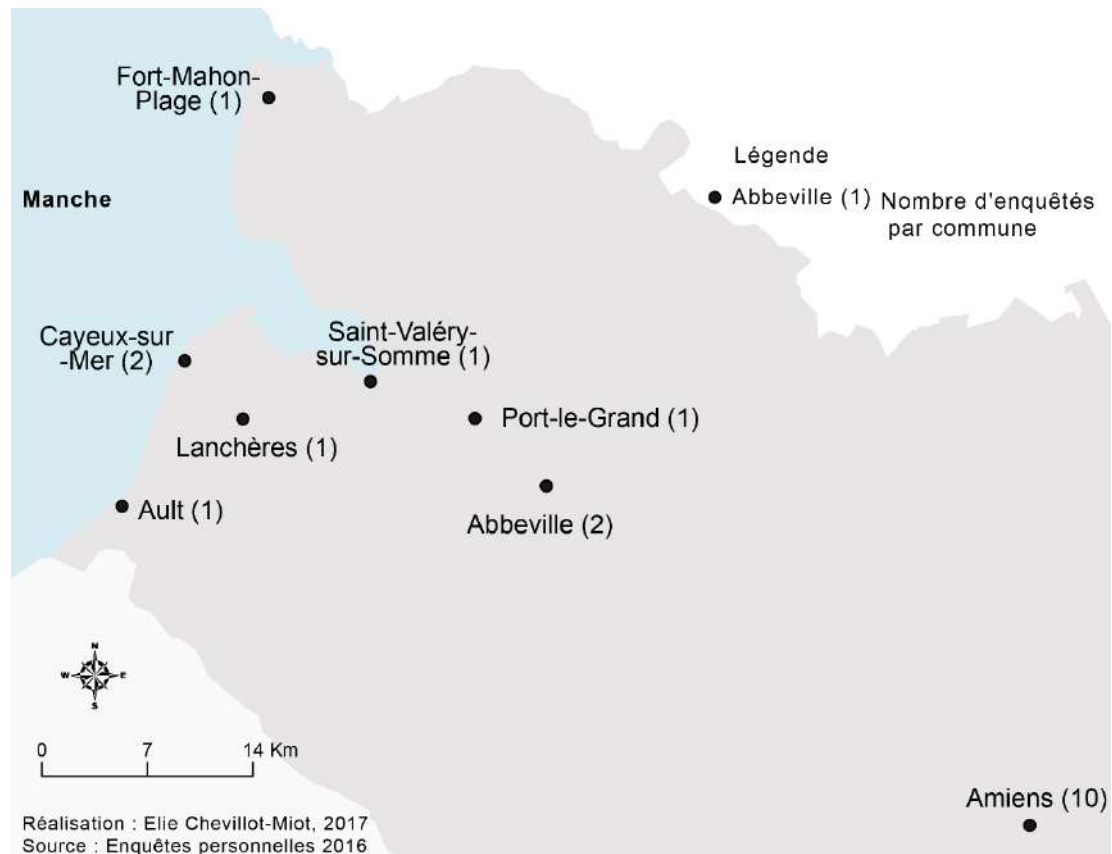 Fort-Mahon-
Plage (1)
Légende
Manche
Abbeville (1)
Nombre d'enquêtés
par commune
Cayeux-sur
-Mer (2)
Saint-Valéry-
sur-Somme (1)
Port-le-Grand (1)
Lanchères (1)
Ault (1)
Abbeville (2)
N
W
E
S
0 7 14 Km
Amiens (10)
Réalisation : Elie Chevillot-Miot, 2017
Source : Enquêtes personnelles 2016